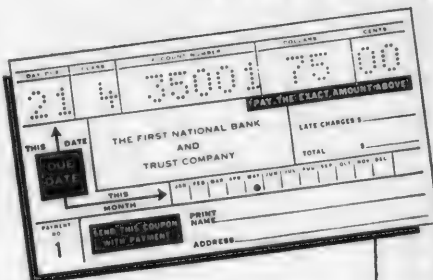 DAY DUE CLASS ACCOUNT NUMBER DOLLARS CENTS
21 4 35001 75 00
PAY THE EXACT AMOUNT ABOVE
THIS DATE
DUE DATE
THIS MONTH
THE FIRST NATIONAL BANK
AND
TRUST COMPANY
LATE CHARGES $
TOTAL $
JAN FEB MAR APR MAY JUN JUL AUG SEP OCT NOV DEC
PAYMENT NO
1
SEND THIS COUPON
WITH PAYMENT
PRINT NAME
ADDRESS